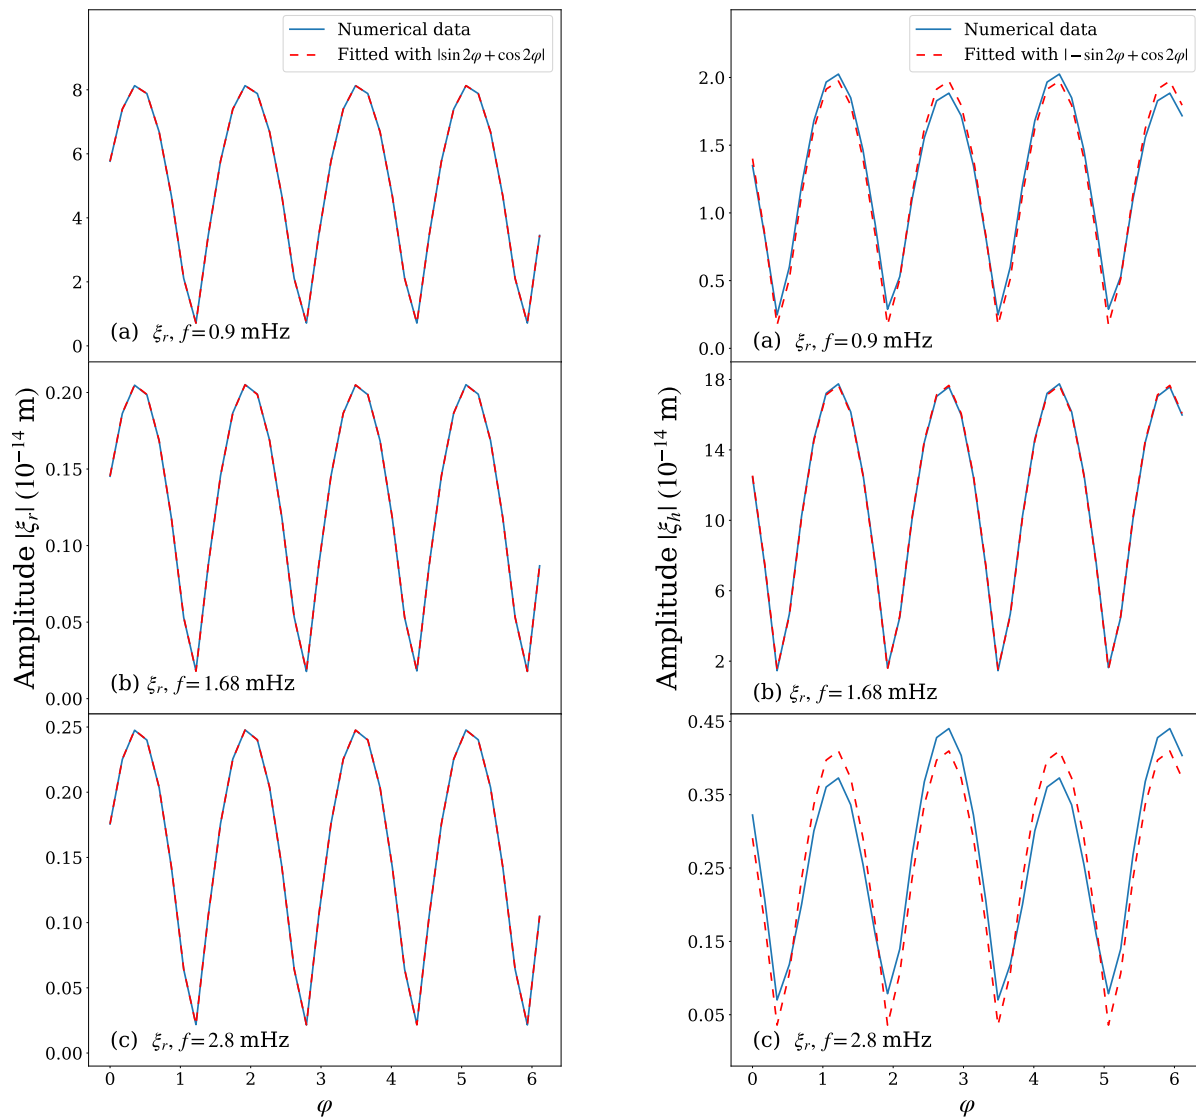 Numerical data
Fitted with |sin 2φ + cos 2φ|
8
6
4
2
0
(a) ξr, f = 0.9 mHz
0.20
0.15
0.10
0.05
0.00
(b) ξr, f = 1.68 mHz
0.25
0.20
0.15
0.10
0.05
0.00
(c) ξr, f = 2.8 mHz
0 1 2 3 4 5 6
φ
Amplitude |ξr| (10⁻¹⁴ m)
Numerical data
Fitted with | − sin 2φ + cos 2φ|
2.0
1.5
1.0
0.5
0.0
(a) ξr, f = 0.9 mHz
18
14
10
6
2
(b) ξr, f = 1.68 mHz
0.45
0.35
0.25
0.15
0.05
(c) ξr, f = 2.8 mHz
0 1 2 3 4 5 6
φ
Amplitude |ξh| (10⁻¹⁴ m)